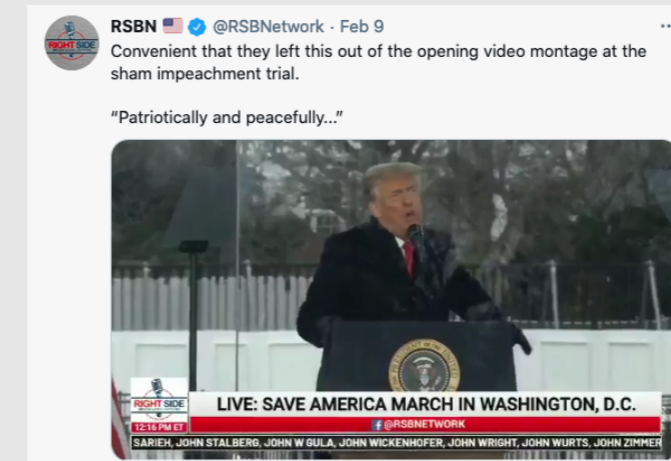 RSBN @RSBNetwork · Feb 9
Convenient that they left this out of the opening video montage at the
sham impeachment trial.
“Patriotically and peacefully...”
RIGHT SIDE
LIVE: SAVE AMERICA MARCH IN WASHINGTON, D.C.
RIGHT SIDE
12:16 PM ET
@RSBNETWORK
SARIEH, JOHN STALBERG, JOHN W GULA, JOHN WICKENHOFER, JOHN WRIGHT, JOHN WURTS, JOHN ZIMMER